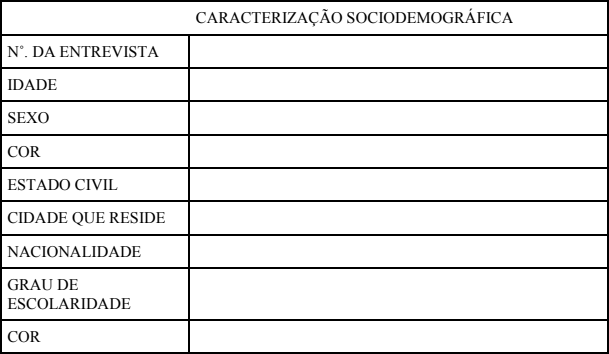 CARACTERIZAÇÃO SOCIODEMOGRÁFICA
N˚. DA ENTREVISTA
IDADE
SEXO
COR
ESTADO CIVIL
CIDADE QUE RESIDE
NACIONALIDADE
GRAU DE
ESCOLARIDADE
COR